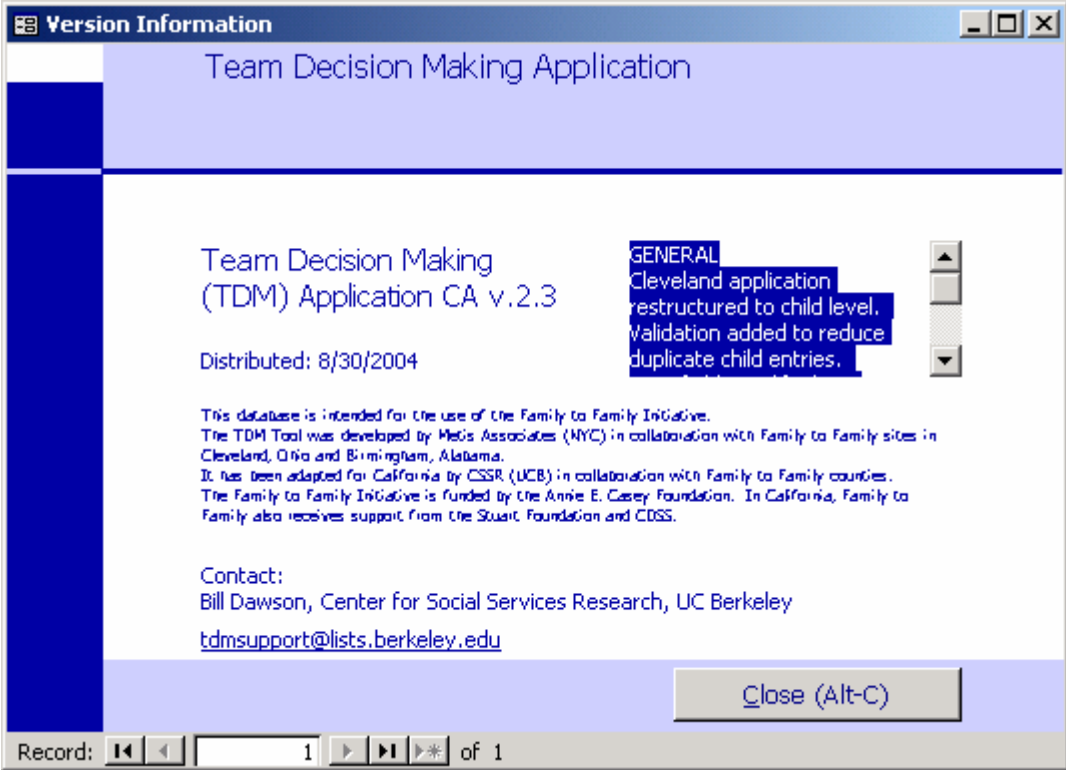 Version Information
Team Decision Making Application
Team Decision Making
(TDM) Application CA v.2.3
Distributed: 8/30/2004
GENERAL
Cleveland application
restructured to child level.
Validation added to reduce
duplicate child entries.
This database is intended for the use of the Family to Family Initiative.
The TDM Tool was developed by Metis Associates (NYC) in collaboration with Family to Family sites in
Cleveland, Ohio and Birmingham, Alabama.
It has been adapted for California by CSSR (UCB) in collaboration with Family to Family counties.
The Family to Family Initiative is funded by the Annie E. Casey Foundation. In California, Family to
Family also receives support from the Stuart Foundation and CDSS.
Contact:
Bill Dawson, Center for Social Services Research, UC Berkeley
tdmsupport@lists.berkeley.edu
Close (Alt-C)
Record: 1 of 1